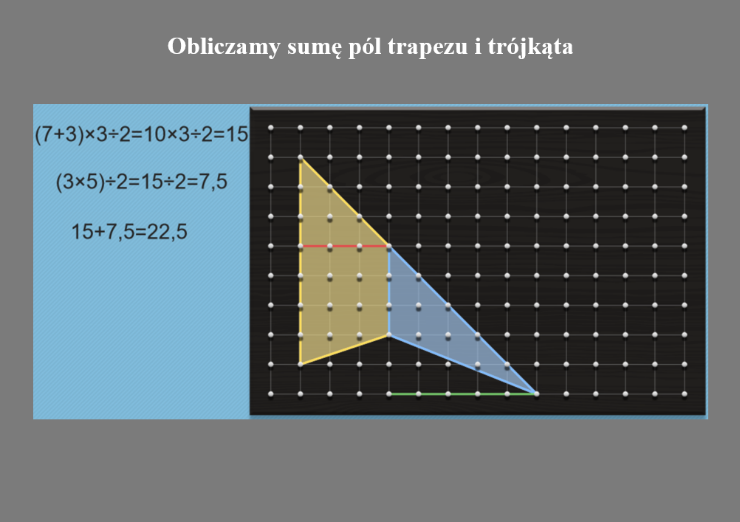 Obliczamy sumę pól trapezu i trójkąta
(7+3)×3÷2=10×3÷2=15
(3×5)÷2=15÷2=7,5
15+7,5=22,5